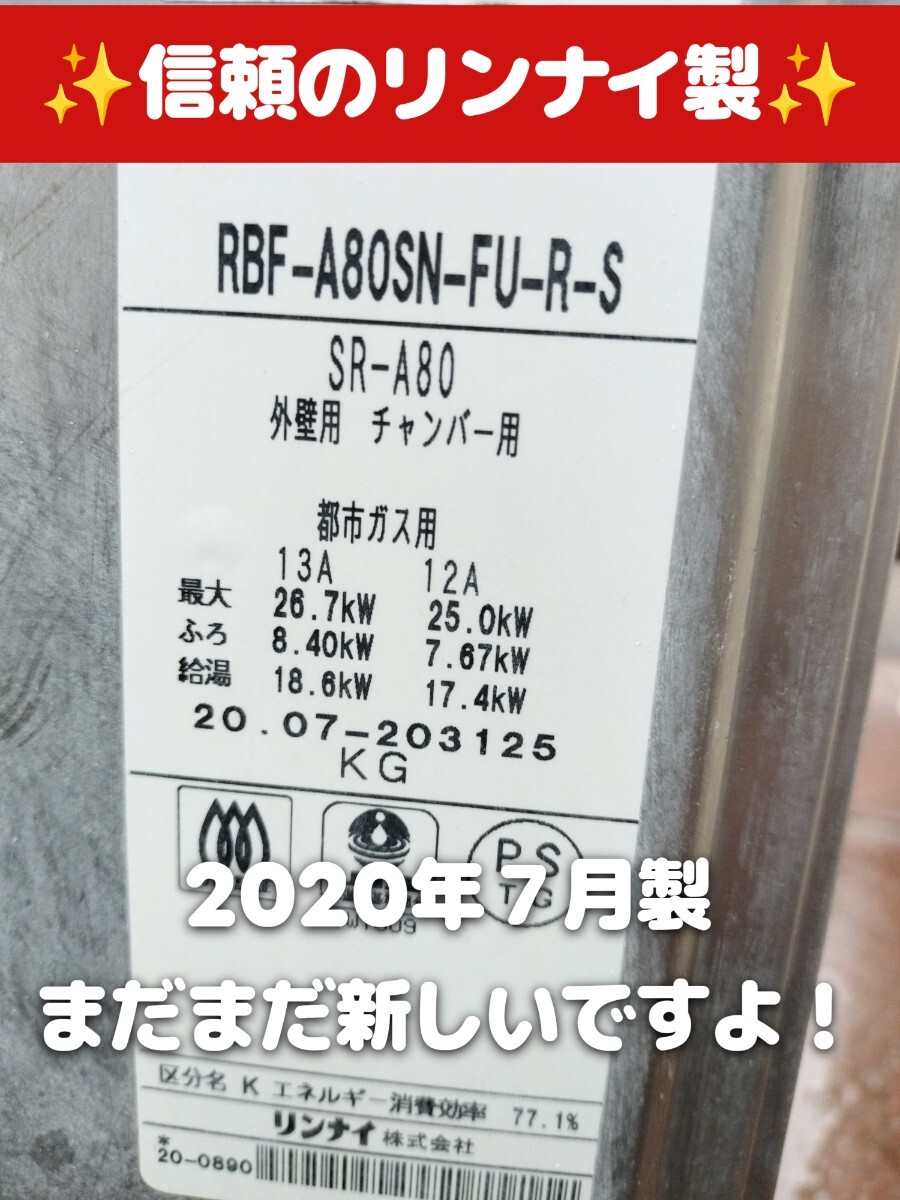 ✨信頼のリンナイ製✨
RBF-A80SN-FU-R-S
SR-A80
外壁用 チャンバー用
都市ガス用
13A 12A
最大 26.7kW 25.0kW
ふろ 8.40kW 7.67kW
給湯 18.6kW 17.4kW
20.07-203125
KG
PS
TG
2020年7月製
まだまだ新しいですよ！
区分名 K エネルギー消費効率 77.1%
リンナイ株式会社
*
20-0890